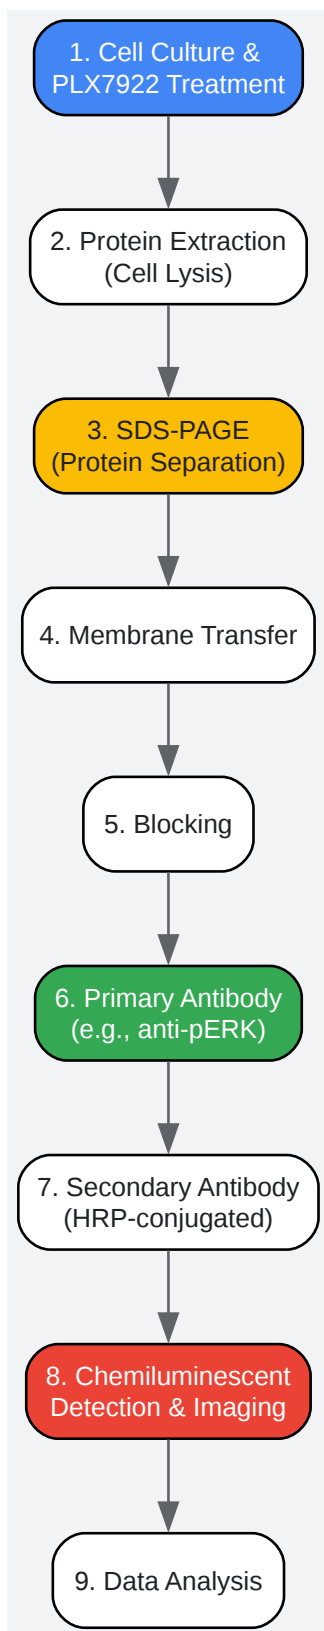 1. Cell Culture &
PLX7922 Treatment
2. Protein Extraction
(Cell Lysis)
3. SDS-PAGE
(Protein Separation)
4. Membrane Transfer
5. Blocking
6. Primary Antibody
(e.g., anti-pERK)
7. Secondary Antibody
(HRP-conjugated)
8. Chemiluminescent
Detection & Imaging
9. Data Analysis